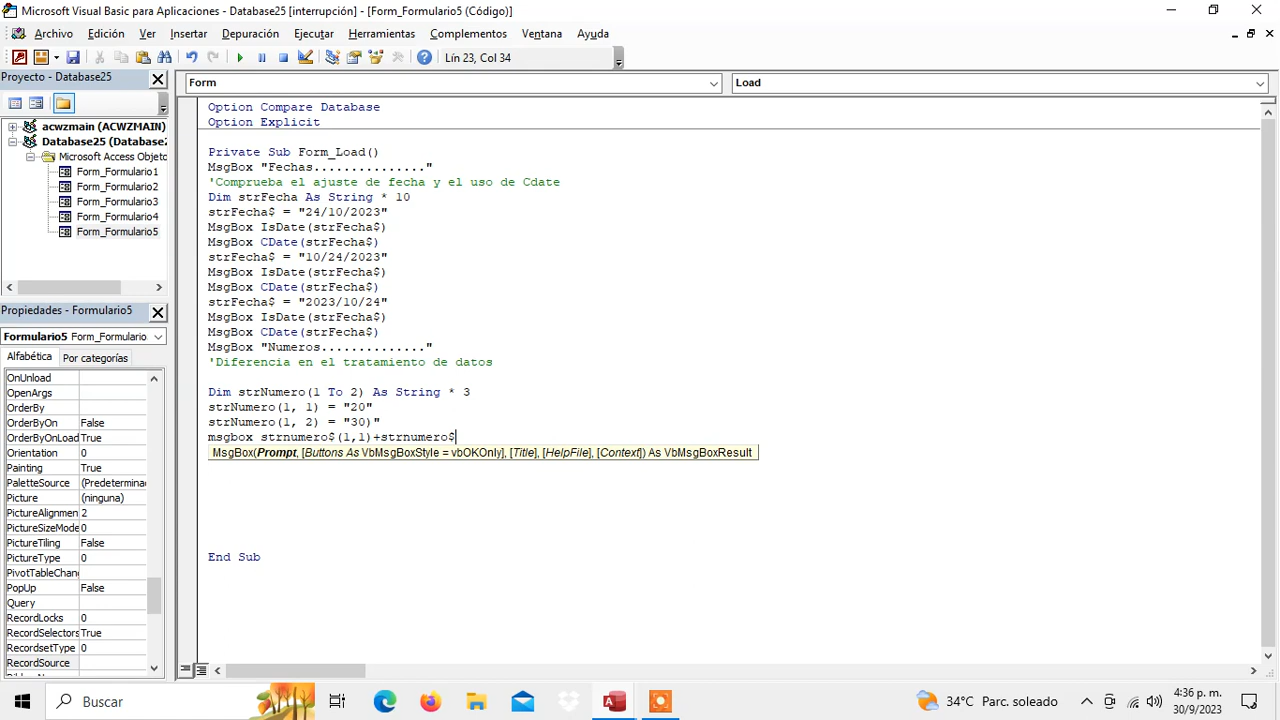 Microsoft Visual Basic para Aplicaciones - Database25 [interrupción] - [Form_Formulario5 (Código)]
Archivo Edición Ver Insertar Formato Depuración Ejecutar Herramientas Complementos Ventana Ayuda
Lín 23, Col 34
Proyecto - Database25
acwzmain (ACWZMAIN)
Database25 (Database2
Microsoft Access Objeto
Form_Formulario1
Form_Formulario2
Form_Formulario3
Form_Formulario4
Form_Formulario5
Propiedades - Formulario5
Formulario5 Form_Formulario
Alfabética Por categorías
OnUnload
OpenArgs
OrderBy
OrderByOn False
OrderByOnLoad True
Orientation 0
Painting True
PaletteSource (Predeterminad
Picture (ninguna)
PictureAlignmen 2
PictureSizeMode 0
PictureTiling False
PictureType 0
PivotTableChang
PopUp False
Query
RecordLocks 0
RecordSelectors True
RecordsetType 0
RecordSource
Form Load
Option Compare Database
Option Explicit
Private Sub Form_Load()
MsgBox "Fechas..............."
'Comprueba el ajuste de fecha y el uso de Cdate
Dim strFecha As String * 10
strFecha$ = "24/10/2023"
MsgBox IsDate(strFecha$)
MsgBox CDate(strFecha$)
strFecha$ = "10/24/2023"
MsgBox IsDate(strFecha$)
MsgBox CDate(strFecha$)
strFecha$ = "2023/10/24"
MsgBox IsDate(strFecha$)
MsgBox CDate(strFecha$)
MsgBox "Numeros.............."
'Diferencia en el tratamiento de datos
Dim strNumero(1 To 2) As String * 3
strNumero(1, 1) = "20"
strNumero(1, 2) = "30)"
msgbox strnumero$(1,1)+strnumero$
MsgBox(Prompt, [Buttons As VbMsgBoxStyle = vbOKOnly], [Title], [HelpFile], [Context]) As VbMsgBoxResult
End Sub
Buscar
34°C Parc. soleado
4:36 p. m.
30/9/2023